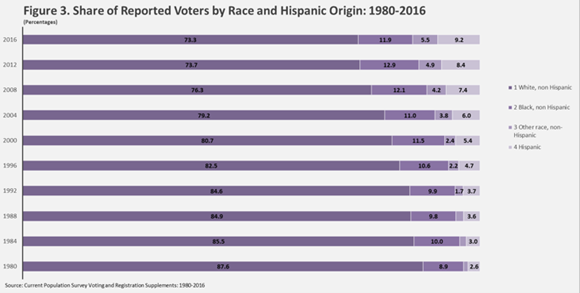 Figure 3. Share of Reported Voters by Race and Hispanic Origin: 1980-2016
(Percentages)
2016 73.3 11.9 5.5 9.2
2012 73.7 12.9 4.9 8.4
2008 76.3 12.1 4.2 7.4
2004 79.2 11.0 3.8 6.0
2000 80.7 11.5 2.4 5.4
1996 82.5 10.6 2.2 4.7
1992 84.6 9.9 1.7 3.7
1988 84.9 9.8 3.6
1984 85.5 10.0 3.0
1980 87.6 8.9 2.6
1 White, non Hispanic
2 Black, non Hispanic
3 Other race, non-
Hispanic
4 Hispanic
Source: Current Population Survey Voting and Registration Supplements: 1980-2016